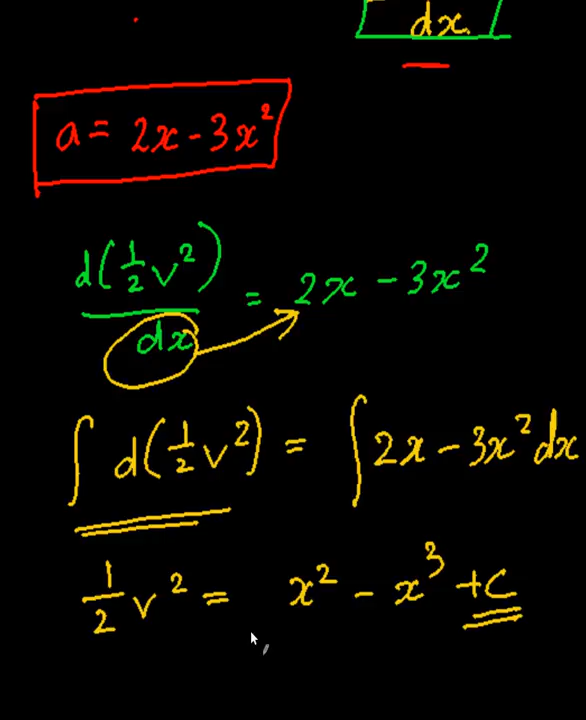 dx
a = 2x - 3x²
d(½v²)/dx = 2x - 3x²
∫ d(½v²) = ∫ 2x - 3x² dx
½v² = x² - x³ + c